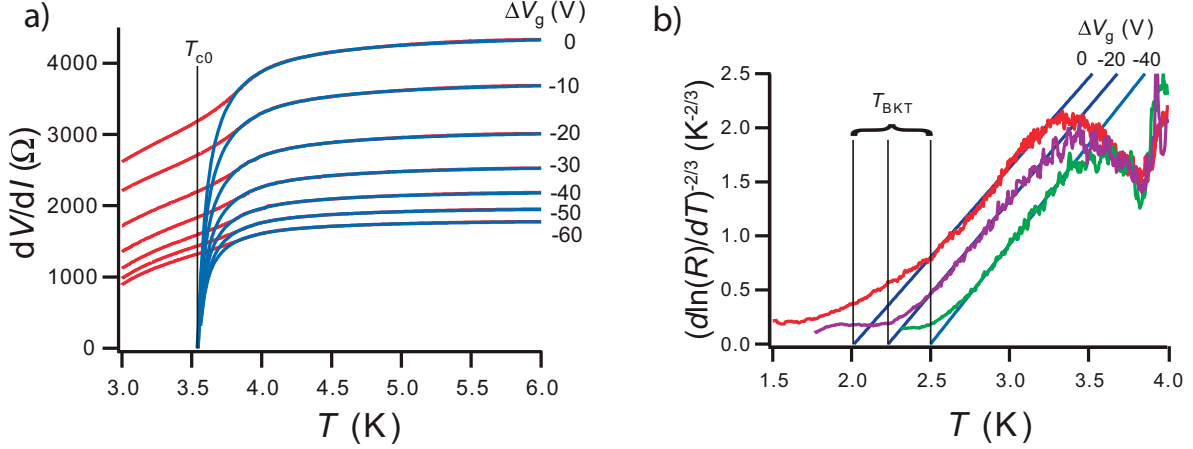 a)
ΔVg (V)
Tc0
0
-10
-20
-30
-40
-50
-60
4000
3000
2000
1000
0
dV/dI (Ω)
3.0 3.5 4.0 4.5 5.0 5.5 6.0
T (K)
b)
ΔVg (V)
0 -20 -40
TBKT
2.5
2.0
1.5
1.0
0.5
0.0
(dln(R)/dT)-2/3 (K-2/3)
1.5 2.0 2.5 3.0 3.5 4.0
T (K)